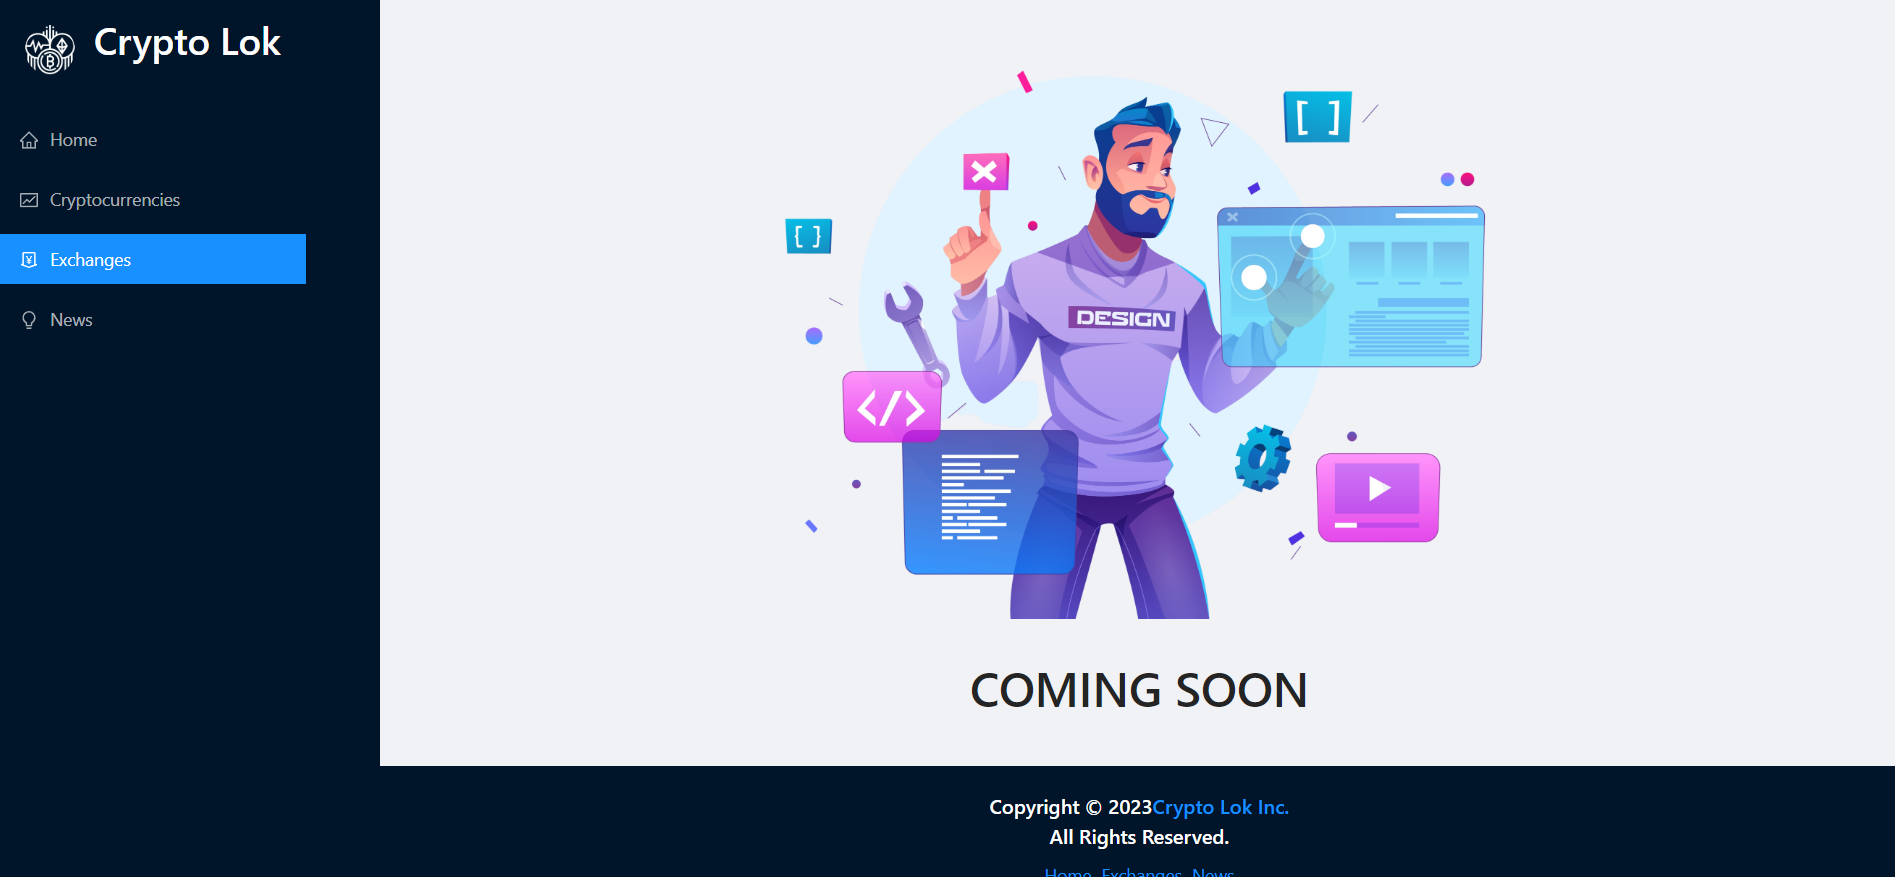 Crypto Lok
Home
Cryptocurrencies
Exchanges
News
[ ]
{ }
DESIGN
</>
COMING SOON
Copyright © 2023Crypto Lok Inc.
All Rights Reserved.
Home Exchanges News